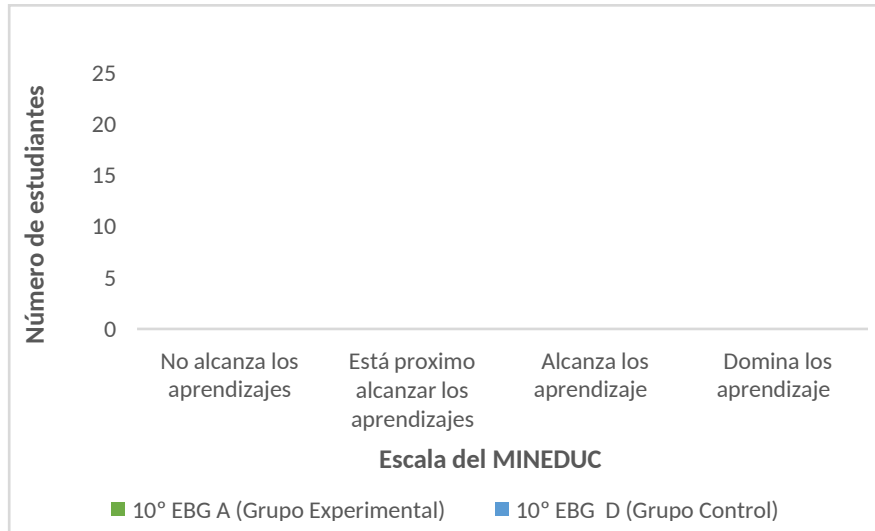 Número de estudiantes
25
20
15
10
5
0
No alcanza los
aprendizajes
Está proximo
alcanzar los
aprendizajes
Alcanza los
aprendizaje
Domina los
aprendizaje
Escala del MINEDUC
10° EBG A (Grupo Experimental)
10° EBG D (Grupo Control)